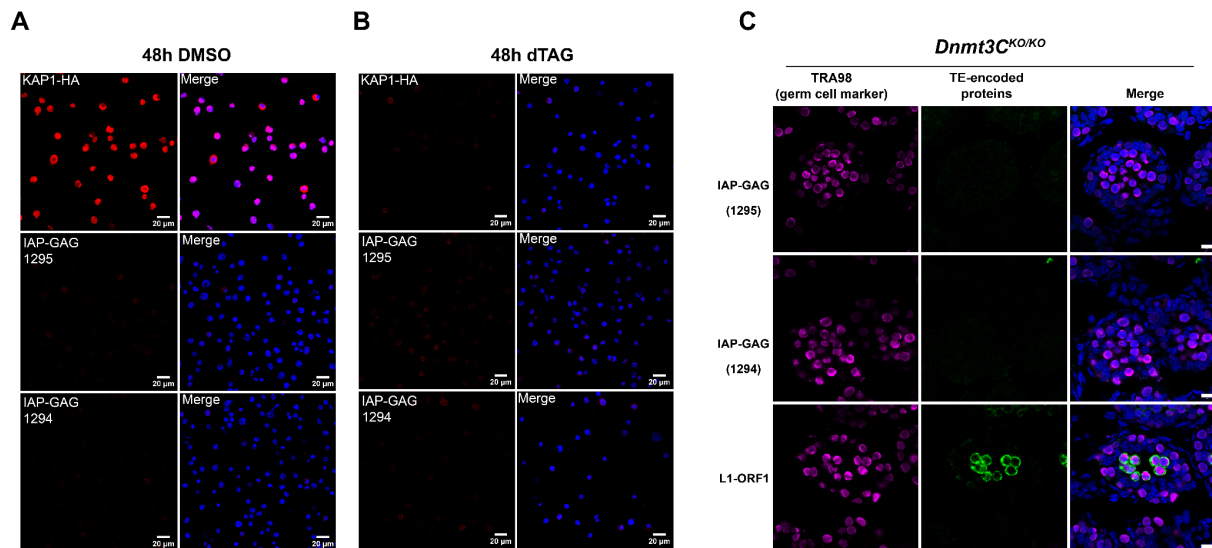 A
48h DMSO
KAP1-HA
Merge
20 µm
20 µm
IAP-GAG
1295
Merge
20 µm
20 µm
IAP-GAG
1294
Merge
20 µm
20 µm
B
48h dTAG
KAP1-HA
Merge
20 µm
20 µm
IAP-GAG
1295
Merge
20 µm
20 µm
IAP-GAG
1294
Merge
20 µm
20 µm
C
Dnmt3C^KO/KO
TRA98
(germ cell marker)
TE-encoded
proteins
Merge
IAP-GAG
(1295)
IAP-GAG
(1294)
L1-ORF1